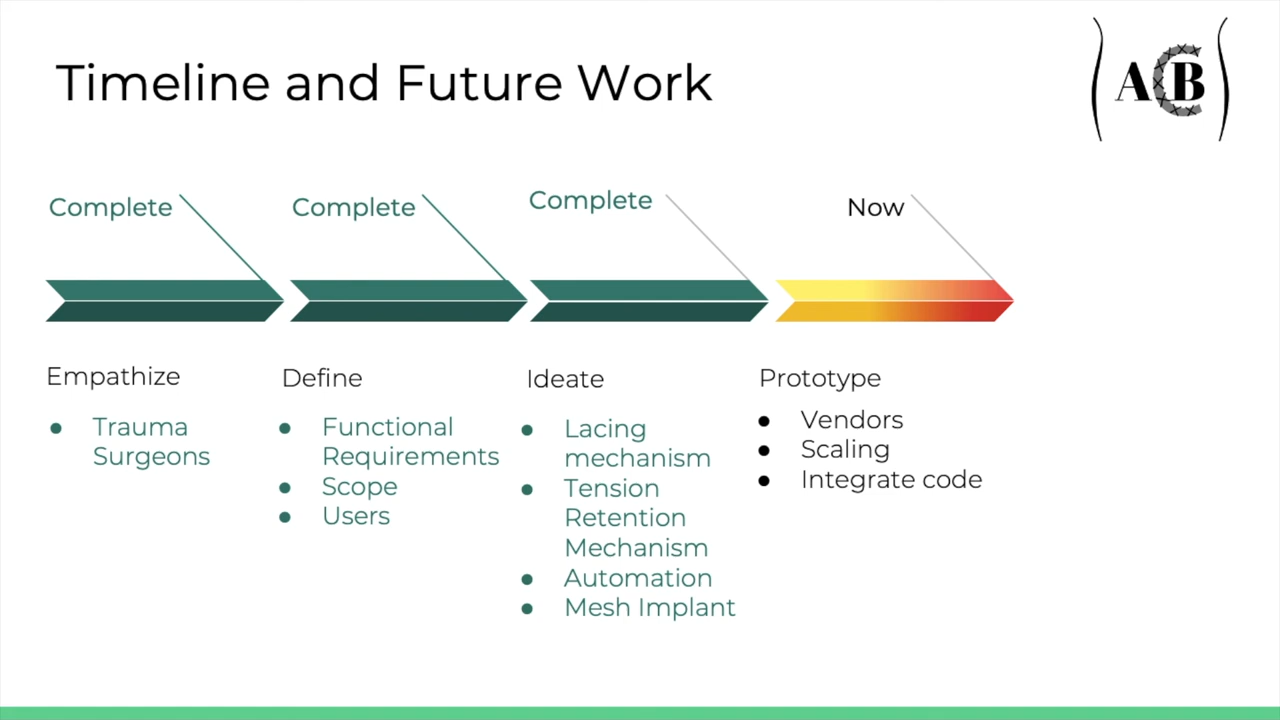 Timeline and Future Work
ACB
Complete
Complete
Complete
Now
Empathize
● Trauma
Surgeons
Define
● Functional
Requirements
● Scope
● Users
Ideate
● Lacing
mechanism
● Tension
Retention
Mechanism
● Automation
● Mesh Implant
Prototype
● Vendors
● Scaling
● Integrate code